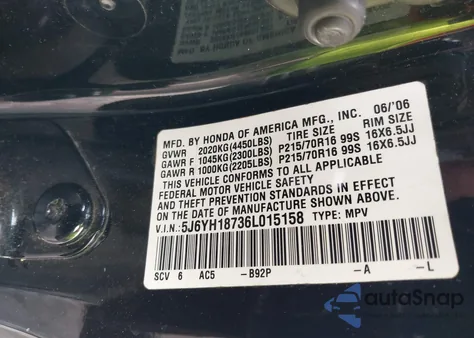 MFD. BY HONDA OF AMERICA MFG., INC. 06/'06
GVWR 2020KG(4450LBS) TIRE SIZE RIM SIZE
GAWR F 1045KG(2300LBS) P215/70R16 99S 16X6.5JJ
GAWR R 1000KG(2205LBS) P215/70R16 99S 16X6.5JJ
THIS VEHICLE CONFORMS TO ALL APPLICABLE
FEDERAL MOTOR VEHICLE SAFETY
AND THEFT PREVENTION STANDARDS IN EFFECT
ON THE DATE OF MANUFACTURE SHOWN ABOVE.
V.I.N.:5J6YH18736L015158 TYPE: MPV
SCV 6 AC5 -B92P -A -L
autoSnap